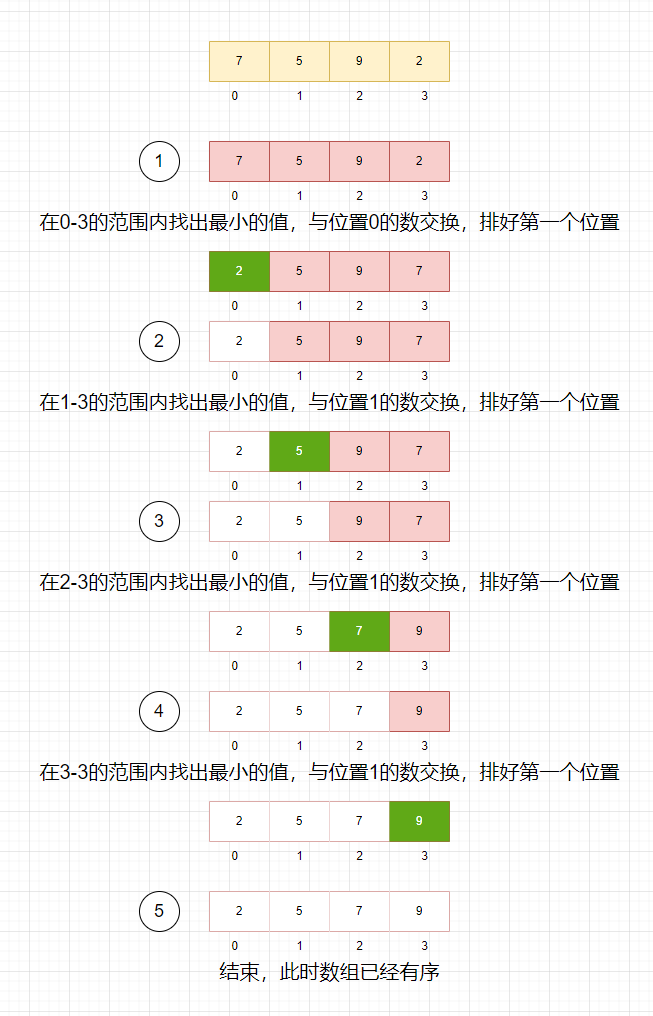 7 5 9 2
0 1 2 3
1 7 5 9 2
0 1 2 3
在0-3的范围内找出最小的值，与位置0的数交换，排好第一个位置
2 5 9 7
0 1 2 3
2 2 5 9 7
0 1 2 3
在1-3的范围内找出最小的值，与位置1的数交换，排好第一个位置
2 5 9 7
0 1 2 3
3 2 5 9 7
0 1 2 3
在2-3的范围内找出最小的值，与位置1的数交换，排好第一个位置
2 5 7 9
0 1 2 3
4 2 5 7 9
0 1 2 3
在3-3的范围内找出最小的值，与位置1的数交换，排好第一个位置
2 5 7 9
0 1 2 3
5 2 5 7 9
0 1 2 3
结束，此时数组已经有序